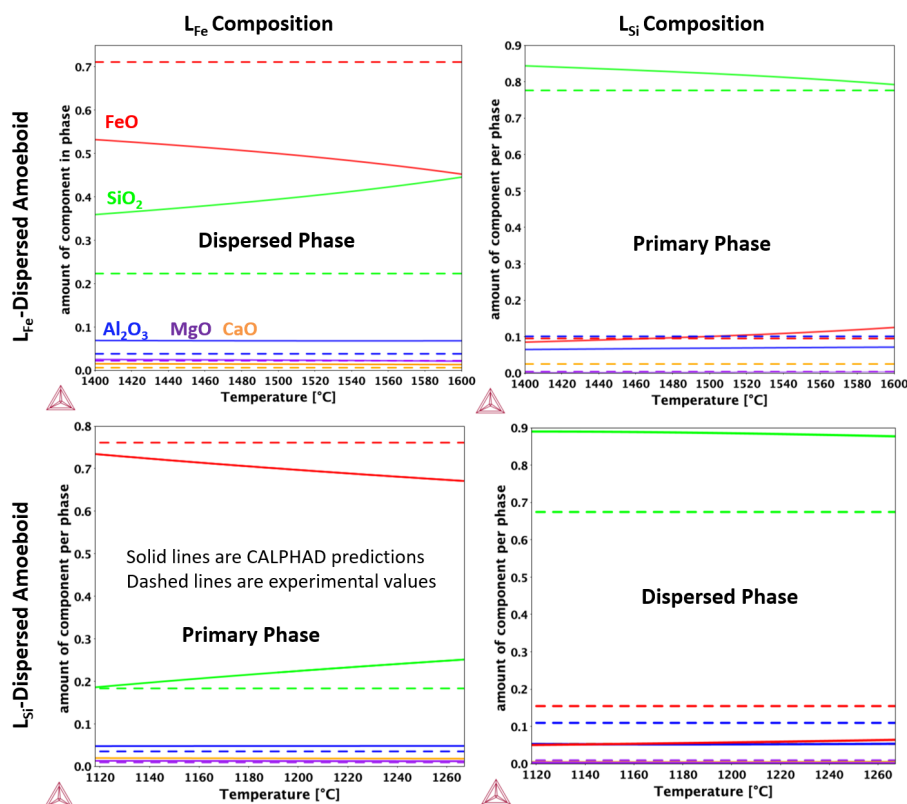 L_Fe Composition
L_Si Composition
L_Fe-Dispersed Amoeboid
amount of component in phase
0.7
0.6
0.5
0.4
0.3
0.2
0.1
0.0
FeO
SiO₂
Dispersed Phase
Al₂O₃ MgO CaO
1400 1420 1440 1460 1480 1500 1520 1540 1560 1580 1600
Temperature [°C]
amount of component per phase
0.9
0.8
0.7
0.6
0.5
0.4
0.3
0.2
0.1
0.0
Primary Phase
1400 1420 1440 1460 1480 1500 1520 1540 1560 1580 1600
Temperature [°C]
L_Si-Dispersed Amoeboid
amount of component per phase
0.8
0.7
0.6
0.5
0.4
0.3
0.2
0.1
0.0
Solid lines are CALPHAD predictions
Dashed lines are experimental values
Primary Phase
1120 1140 1160 1180 1200 1220 1240 1260
Temperature [°C]
amount of component per phase
0.9
0.8
0.7
0.6
0.5
0.4
0.3
0.2
0.1
0.0
Dispersed Phase
1120 1140 1160 1180 1200 1220 1240 1260
Temperature [°C]